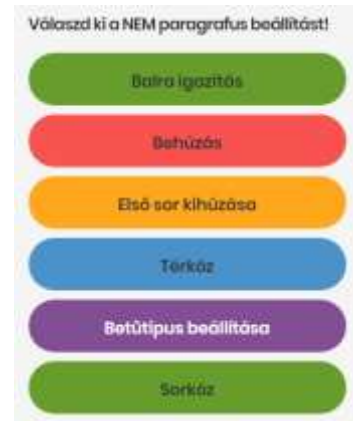 Válaszd ki a NEM paragrafus beállítást!
Balra igazítás
Behúzás
Első sor kihúzása
Térköz
Betűtípus beállítása
Sorköz